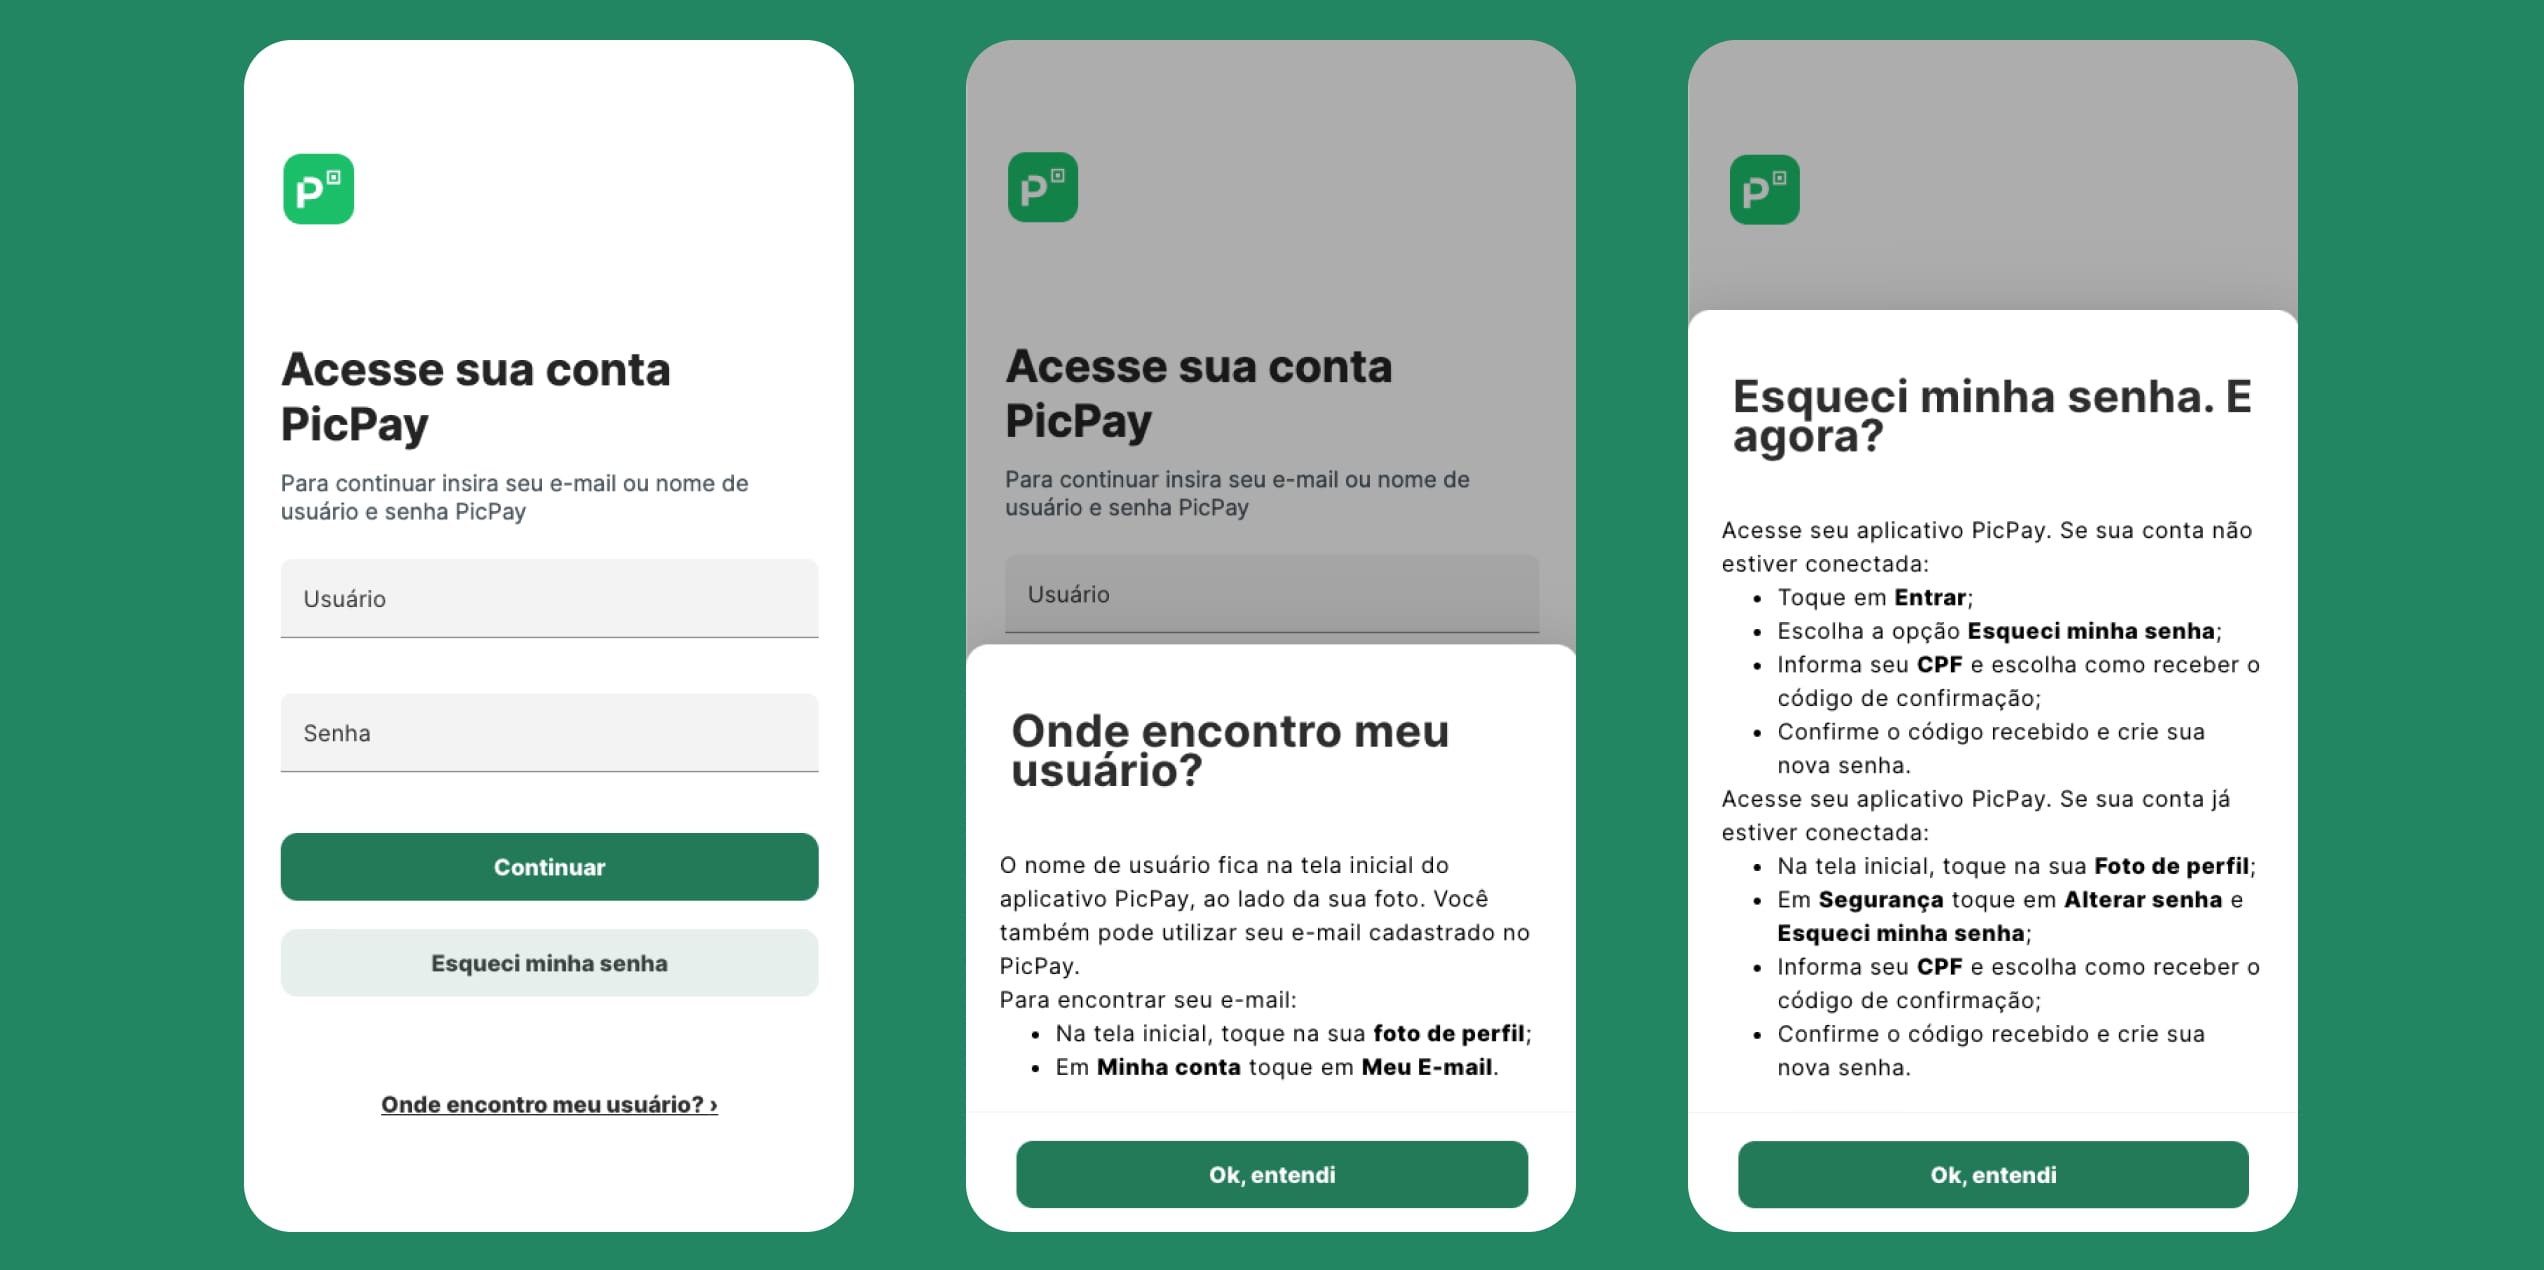 P
Acesse sua conta
PicPay
Para continuar insira seu e-mail ou nome de
usuário e senha PicPay
Usuário
Senha
Continuar
Esqueci minha senha
Onde encontro meu usuário? ›
P
Acesse sua conta
PicPay
Para continuar insira seu e-mail ou nome de
usuário e senha PicPay
Usuário
Onde encontro meu
usuário?
O nome de usuário fica na tela inicial do
aplicativo PicPay, ao lado da sua foto. Você
também pode utilizar seu e-mail cadastrado no
PicPay.
Para encontrar seu e-mail:
• Na tela inicial, toque na sua foto de perfil;
• Em Minha conta toque em Meu E-mail.
Ok, entendi
P
Esqueci minha senha. E
agora?
Acesse seu aplicativo PicPay. Se sua conta não
estiver conectada:
• Toque em Entrar;
• Escolha a opção Esqueci minha senha;
• Informa seu CPF e escolha como receber o
código de confirmação;
• Confirme o código recebido e crie sua
nova senha.
Acesse seu aplicativo PicPay. Se sua conta já
estiver conectada:
• Na tela inicial, toque na sua Foto de perfil;
• Em Segurança toque em Alterar senha e
Esqueci minha senha;
• Informa seu CPF e escolha como receber o
código de confirmação;
• Confirme o código recebido e crie sua
nova senha.
Ok, entendi